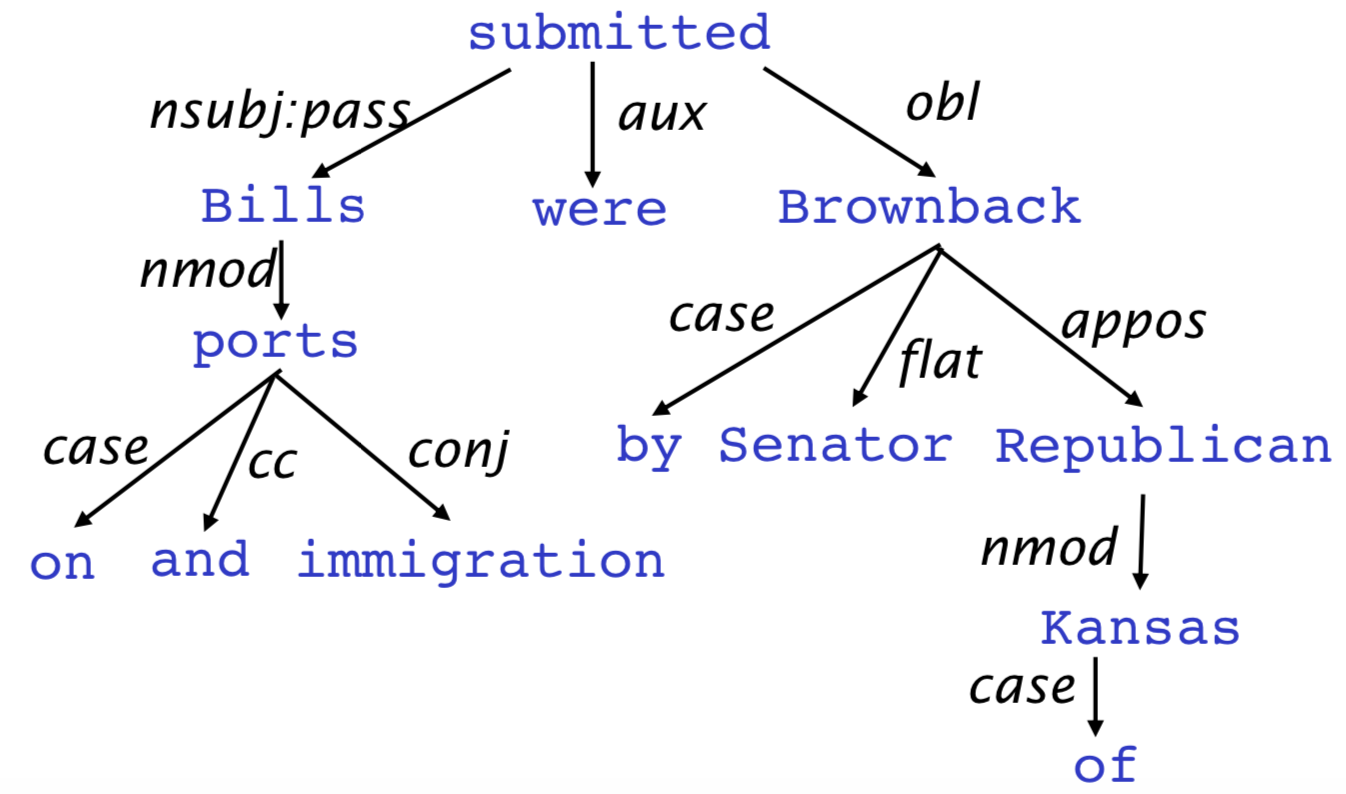 submitted
nsubj:pass aux obl
Bills were Brownback
nmod
ports
case flat appos
case cc conj
by Senator Republican
on and immigration
nmod
Kansas
case
of